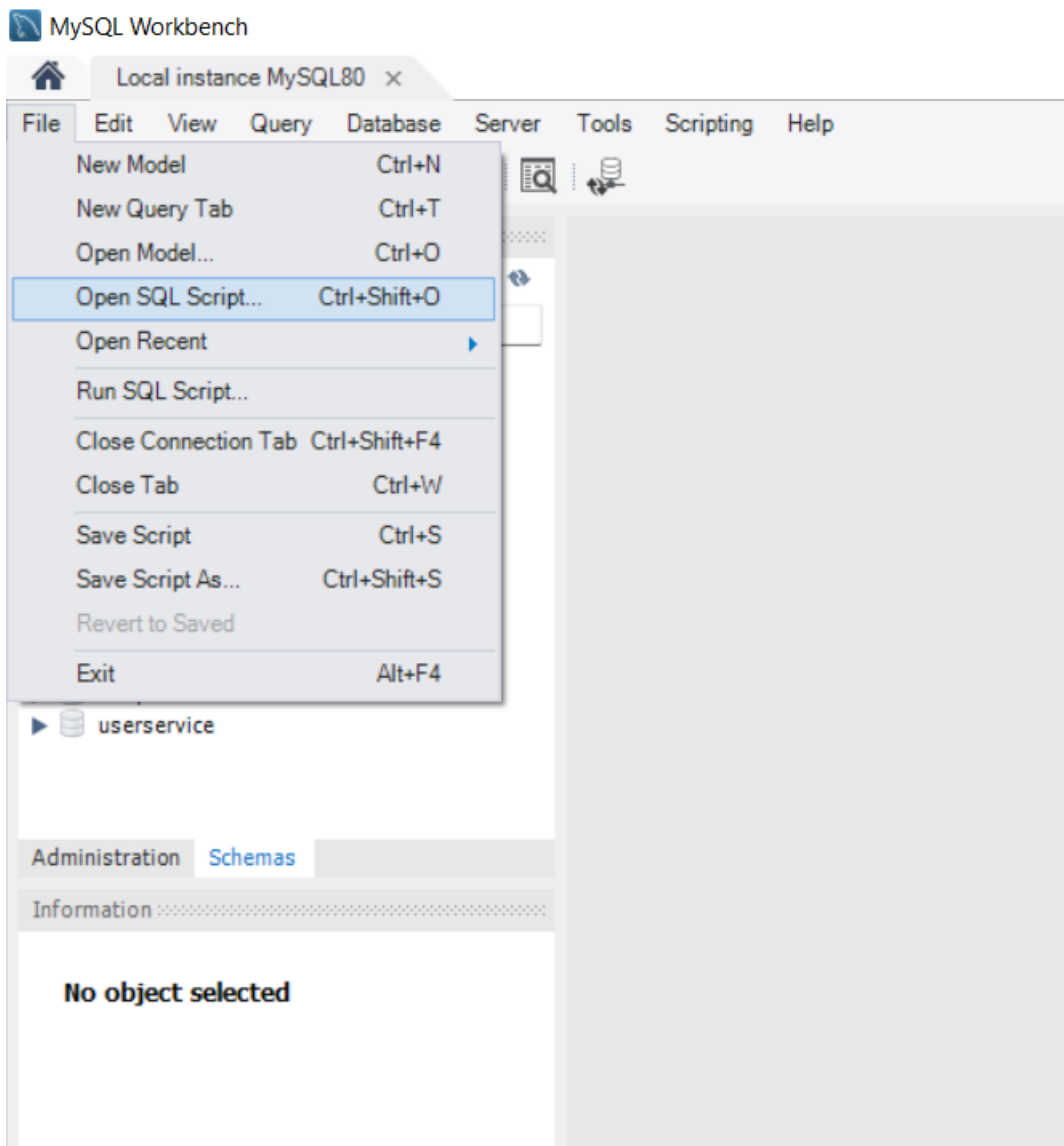 MySQL Workbench
Local instance MySQL80 ×
File Edit View Query Database Server Tools Scripting Help
New Model Ctrl+N
New Query Tab Ctrl+T
Open Model... Ctrl+O
Open SQL Script... Ctrl+Shift+O
Open Recent
Run SQL Script...
Close Connection Tab Ctrl+Shift+F4
Close Tab Ctrl+W
Save Script Ctrl+S
Save Script As... Ctrl+Shift+S
Revert to Saved
Exit Alt+F4
userservice
Administration Schemas
Information
No object selected